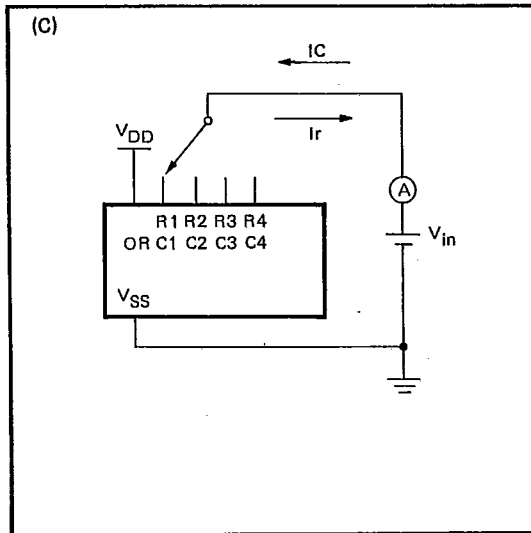 (C)
IC
Ir
VDD
A
Vin
R1 R2 R3 R4
OR C1 C2 C3 C4
VSS